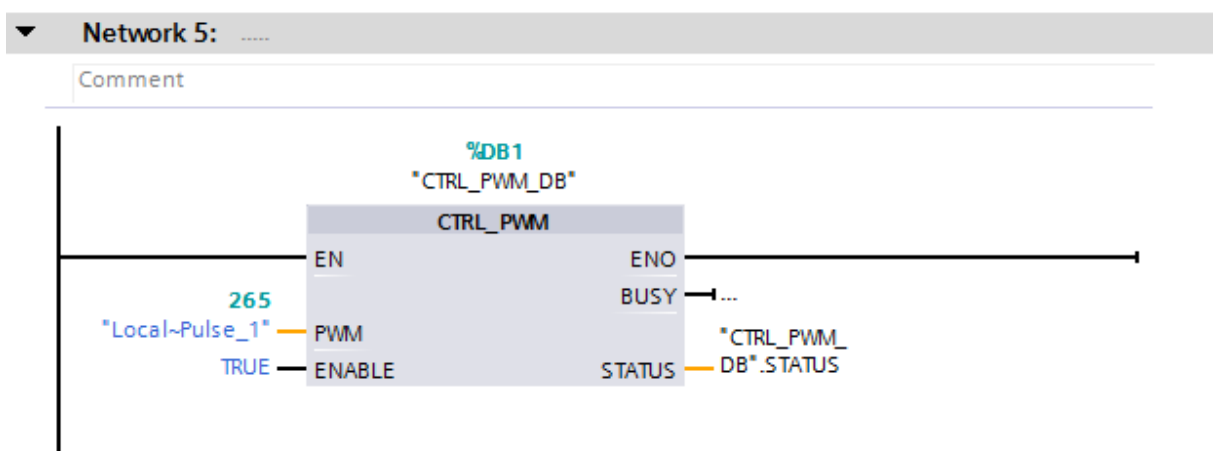 Network 5: .....
Comment
%DB1
"CTRL_PWM_DB"
CTRL_PWM
EN ENO
265 BUSY ...
"Local~Pulse_1" PWM "CTRL_PWM_
TRUE ENABLE STATUS DB".STATUS